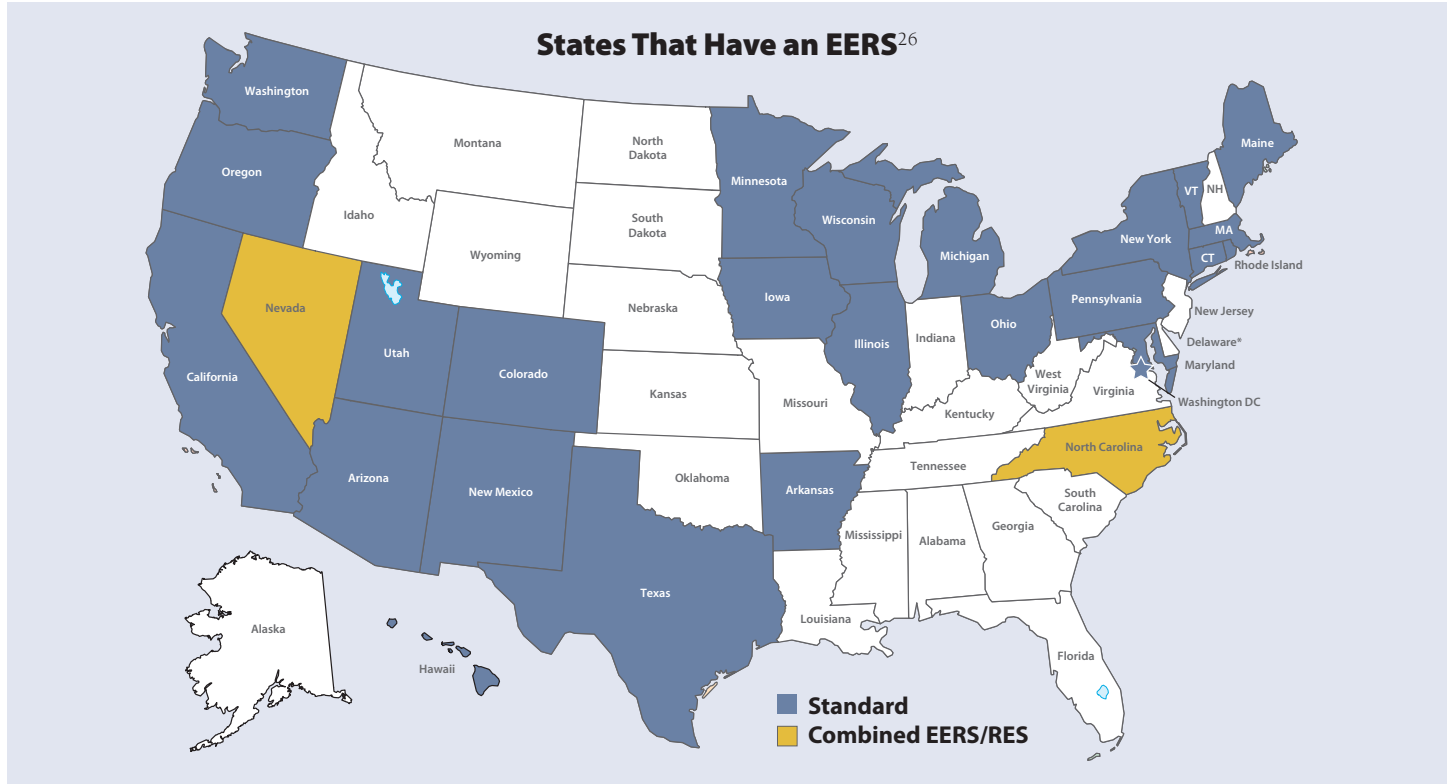 States That Have an EERS26
Washington
Oregon
California
Nevada
Idaho
Montana
Wyoming
Utah
Colorado
Arizona
New Mexico
North
Dakota
South
Dakota
Nebraska
Kansas
Oklahoma
Texas
Minnesota
Iowa
Missouri
Arkansas
Louisiana
Wisconsin
Illinois
Michigan
Indiana
Ohio
Kentucky
Tennessee
Mississippi
Alabama
Georgia
Florida
South
Carolina
North Carolina
Virginia
West
Virginia
Pennsylvania
New York
Maine
VT
NH
MA
CT
Rhode Island
New Jersey
Delaware*
Maryland
Washington DC
Alaska
Hawaii
Standard
Combined EERS/RES